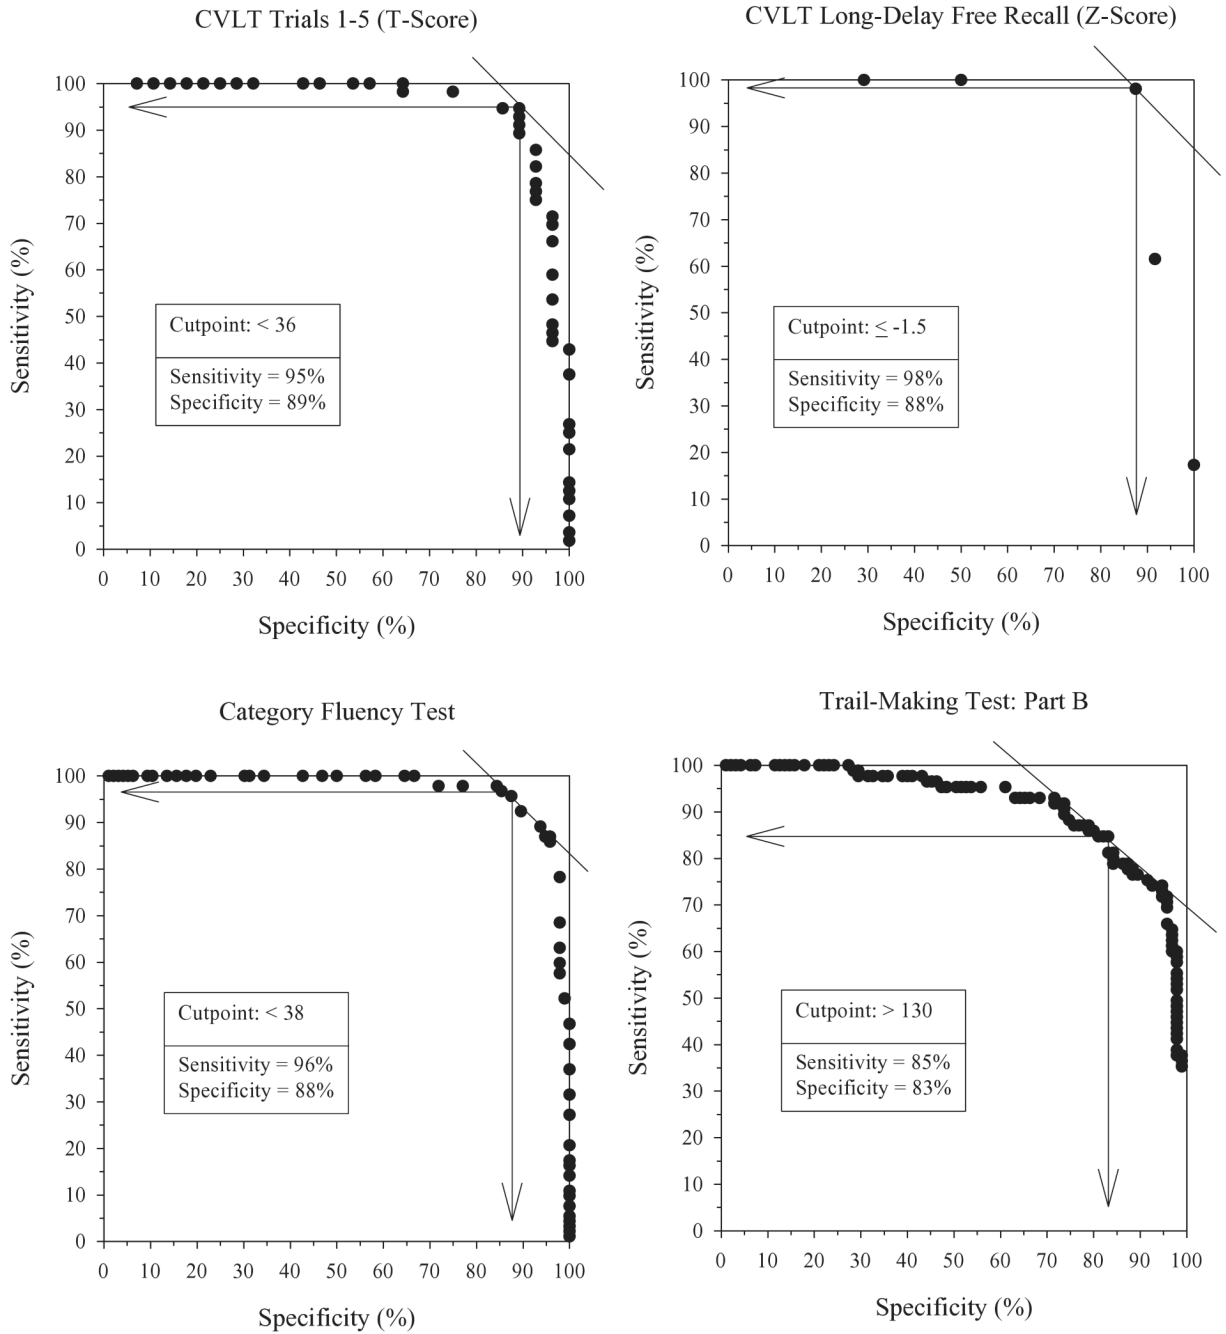 CVLT Trials 1-5 (T-Score)
100
90
80
70
60
50
40
30
20
10
0
Sensitivity (%)
Cutpoint: < 36
Sensitivity = 95%
Specificity = 89%
0 10 20 30 40 50 60 70 80 90 100
Specificity (%)
CVLT Long-Delay Free Recall (Z-Score)
100
90
80
70
60
50
40
30
20
10
0
Sensitivity (%)
Cutpoint: ≤ -1.5
Sensitivity = 98%
Specificity = 88%
0 10 20 30 40 50 60 70 80 90 100
Specificity (%)
Category Fluency Test
100
90
80
70
60
50
40
30
20
10
0
Sensitivity (%)
Cutpoint: < 38
Sensitivity = 96%
Specificity = 88%
0 10 20 30 40 50 60 70 80 90 100
Specificity (%)
Trail-Making Test: Part B
100
90
80
70
60
50
40
30
20
10
0
Sensitivity (%)
Cutpoint: > 130
Sensitivity = 85%
Specificity = 83%
0 10 20 30 40 50 60 70 80 90 100
Specificity (%)